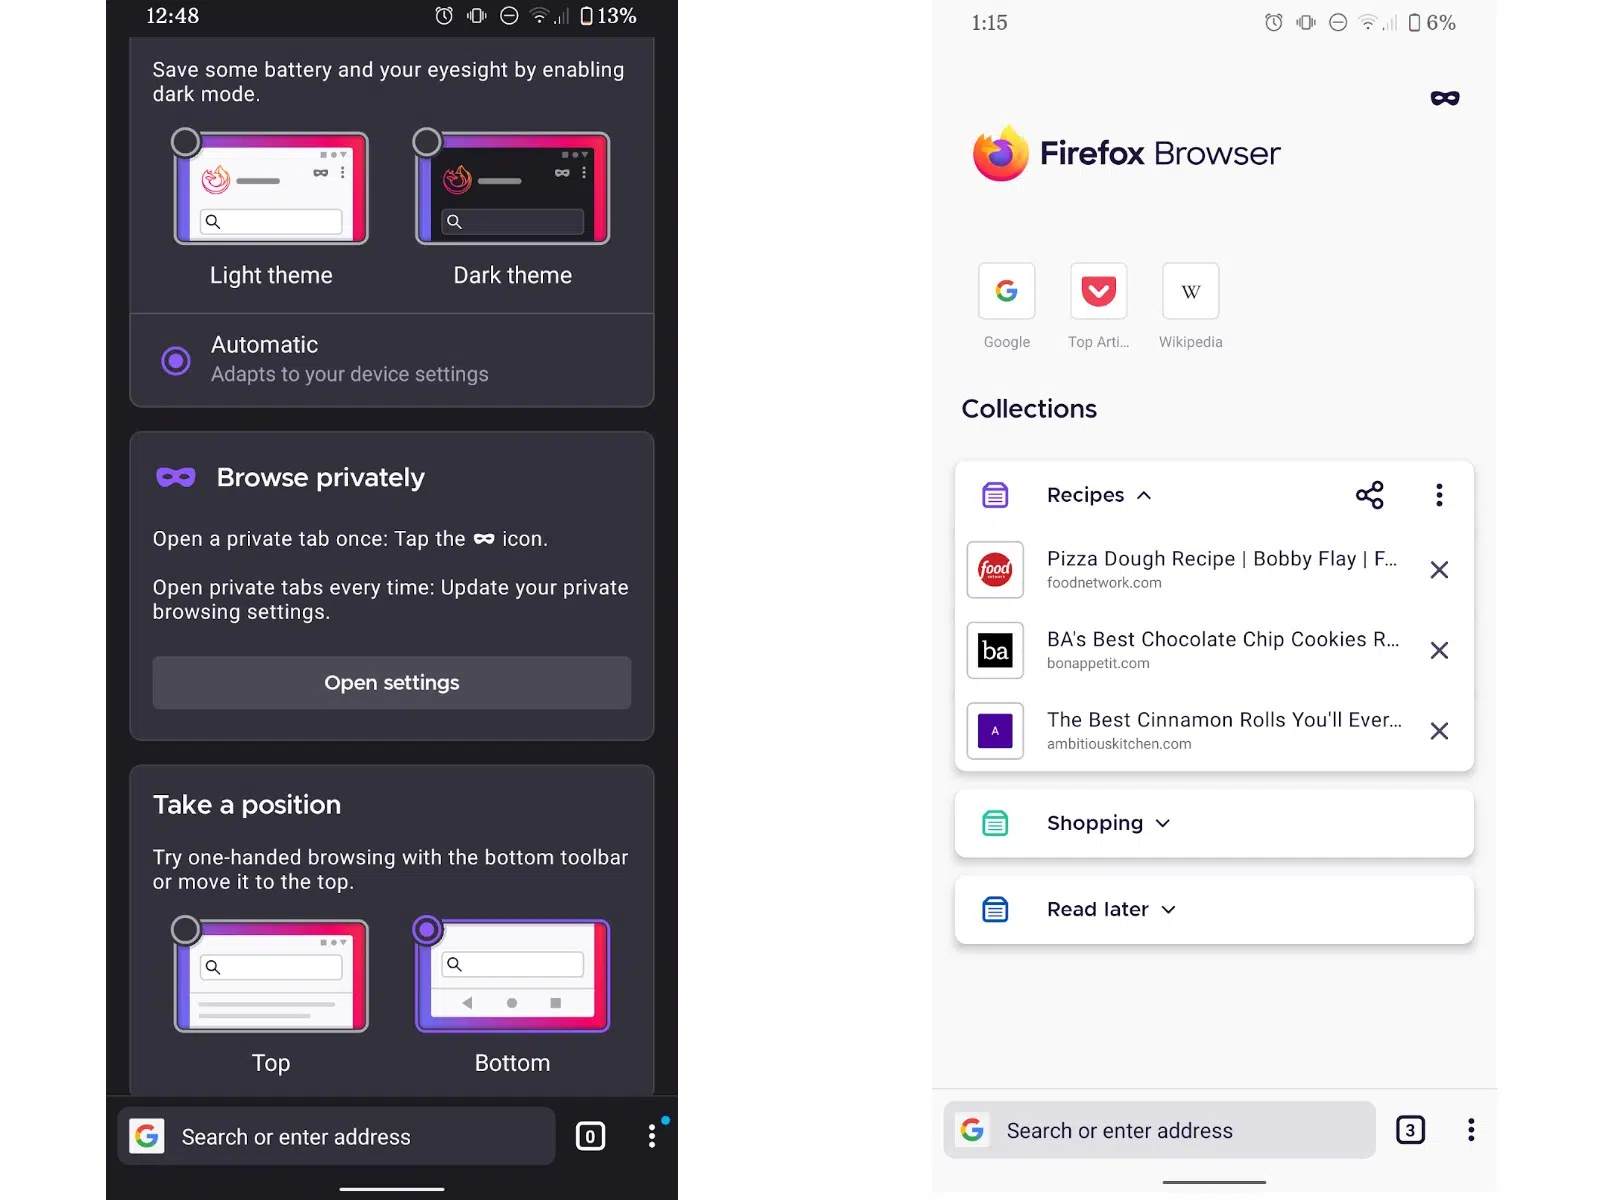 12:48
13%
Save some battery and your eyesight by enabling
dark mode.
Light theme
Dark theme
Automatic
Adapts to your device settings
Browse privately
Open a private tab once: Tap the icon.
Open private tabs every time: Update your private
browsing settings.
Open settings
Take a position
Try one-handed browsing with the bottom toolbar
or move it to the top.
Top
Bottom
Search or enter address
0
1:15
6%
Firefox Browser
W
Google
Top Arti...
Wikipedia
Collections
Recipes
food
Pizza Dough Recipe | Bobby Flay | F...
foodnetwork.com
ba
BA's Best Chocolate Chip Cookies R...
bonappetit.com
A
The Best Cinnamon Rolls You'll Ever...
ambitiouskitchen.com
Shopping
Read later
Search or enter address
3